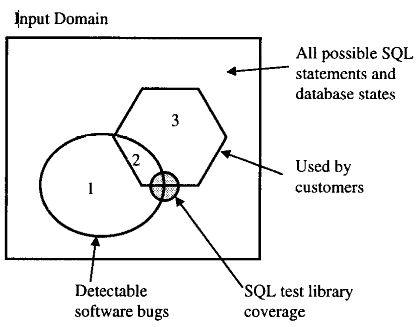 Input Domain
All possible SQL
statements and
database states
3
2
1
Used by
customers
Detectable
software bugs
SQL test library
coverage